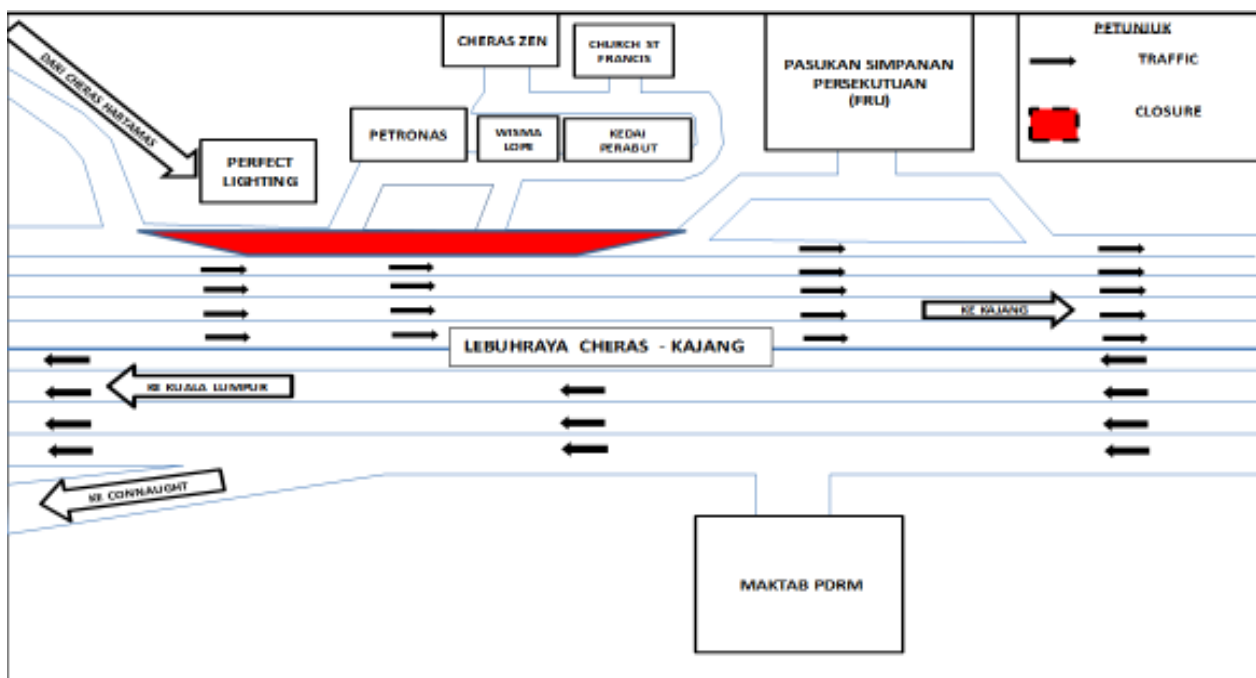 DARI CHERAS HARTAMAS
PERFECT
LIGHTING
PETRONAS
CHERAS ZEN
CHURCH ST
FRANCIS
WISMA
LOPE
KEDAI
PERABUT
PASUKAN SIMPANAN
PERSEKUTUAN
(FRU)
PETUNJUK
TRAFFIC
CLOSURE
KE KAJANG
LEBUHRAYA CHERAS - KAJANG
KE KUALA LUMPUR
KE CONNAUGHT
MAKTAB PDRM